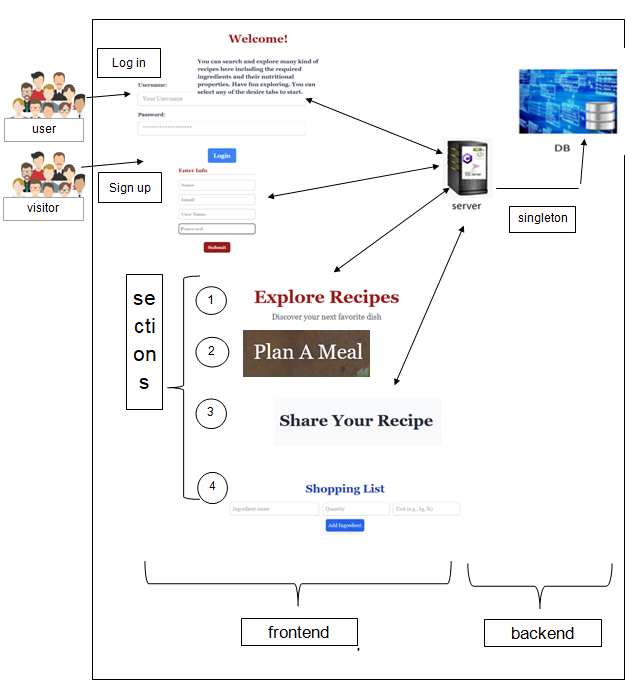 Welcome!
Log in
You can search and explore many kind of
recipes here including the required
ingredients and their nutritional
properties. Have fun exploring. You can
select any of the desire tabs to start.
Username:
Your Username
user
Password:
******************
Login
visitor
Sign up
Enter Info
Name
Email
User Name
Password
Submit
server
DB
singleton
se
cti
on
s
1
Explore Recipes
Discover your next favorite dish
2
Plan A Meal
3
Share Your Recipe
4
Shopping List
Ingredient name
Quantity
Unit (e.g., kg, lb)
Add Ingredient
frontend
backend